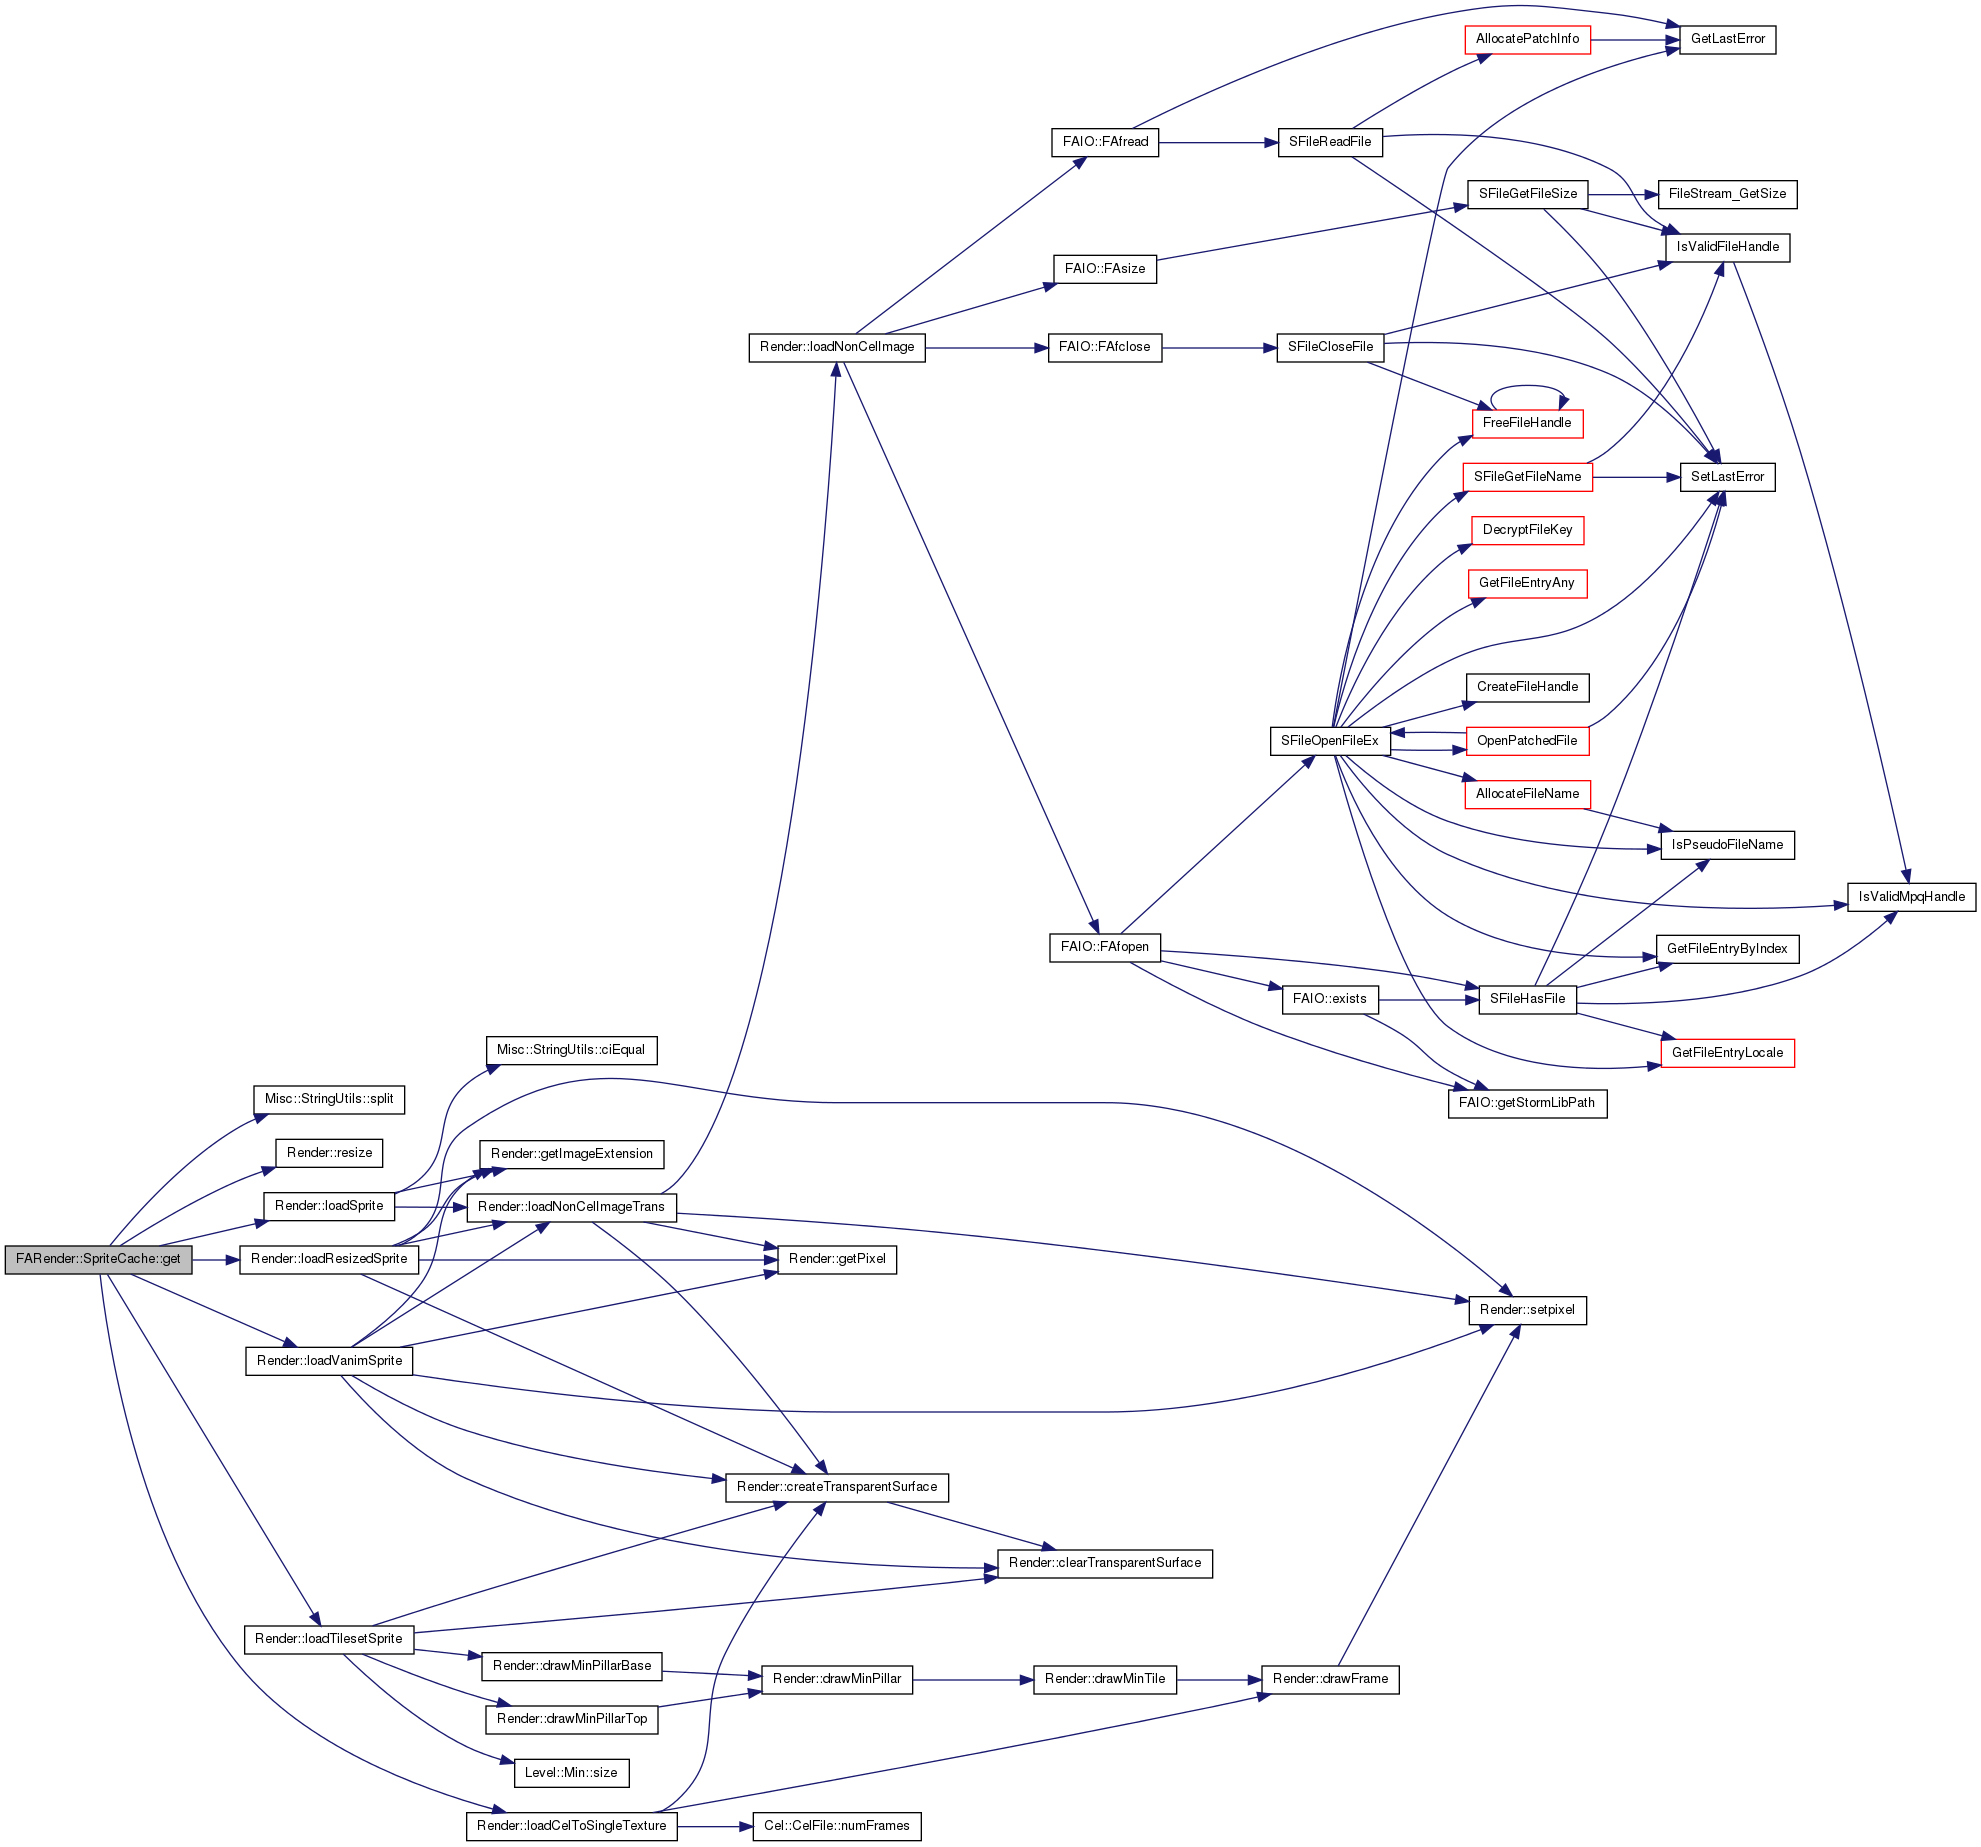 GetLastError
AllocatePatchInfo
FAIO::FAfread
SFileReadFile
SFileGetFileSize
FileStream_GetSize
IsValidFileHandle
FAIO::FAsize
Render::loadNonCelImage
FAIO::FAfclose
SFileCloseFile
FreeFileHandle
SFileGetFileName
SetLastError
DecryptFileKey
GetFileEntryAny
CreateFileHandle
SFileOpenFileEx
OpenPatchedFile
AllocateFileName
IsPseudoFileName
IsValidMpqHandle
FAIO::FAfopen
GetFileEntryByIndex
FAIO::exists
SFileHasFile
GetFileEntryLocale
FAIO::getStormLibPath
Misc::StringUtils::ciEqual
Misc::StringUtils::split
Render::resize
Render::getImageExtension
Render::loadSprite
Render::loadNonCelImageTrans
FARender::SpriteCache::get
Render::loadResizedSprite
Render::getPixel
Render::setpixel
Render::loadVanimSprite
Render::createTransparentSurface
Render::clearTransparentSurface
Render::loadTilesetSprite
Render::drawMinPillarBase
Render::drawMinPillar
Render::drawMinTile
Render::drawFrame
Render::drawMinPillarTop
Level::Min::size
Render::loadCelToSingleTexture
Cel::CelFile::numFrames